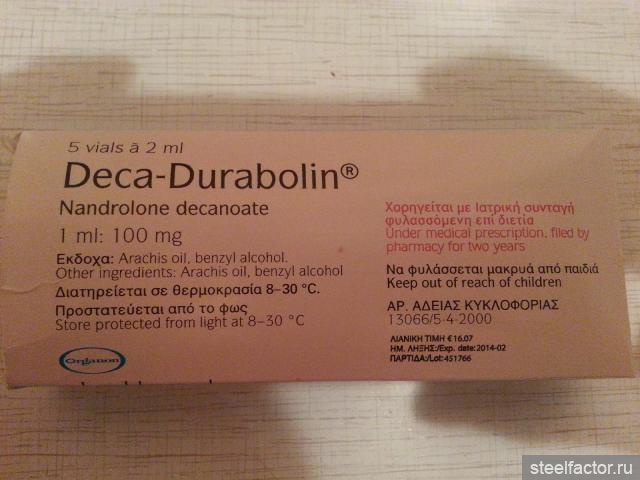 5 vials à 2 ml
Deca-Durabolin®
Nandrolone decanoate
1 ml: 100 mg
Εκδοχα: Arachis oil, benzyl alcohol.
Other ingredients: Arachis oil, benzyl alcohol
Διατηρείται σε θερμοκρασία 8–30 °C.
Προστατεύεται από το φως
Store protected from light at 8–30 °C
Organon
Χορηγείται με Ιατρική συνταγή
φυλασσόμενη επί διετία
Under medical prescription, filed by
pharmacy for two years
Να φυλάσσεται μακρυά από παιδιά
Keep out of reach of children
ΑΡ. ΑΔΕΙΑΣ ΚΥΚΛΟΦΟΡΙΑΣ
13066/5-4-2000
ΛΙΑΝΙΚΗ ΤΙΜΗ € 16.07
ΗΜ. ΛΗΞΗΣ:/Exp. date: 2014-02
ΠΑΡΤΙΔΑ:/Lot: 451766
steelfactor.ru